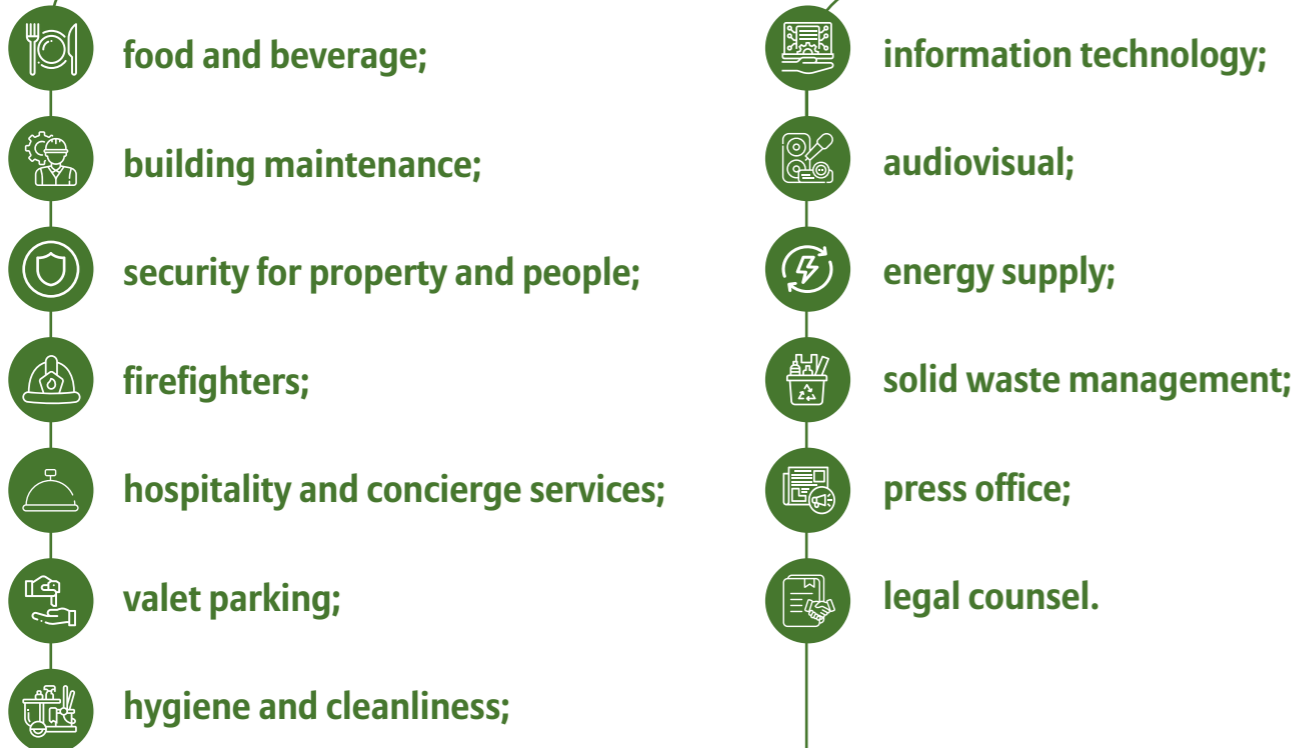 food and beverage;
building maintenance;
security for property and people;
firefighters;
hospitality and concierge services;
valet parking;
hygiene and cleanliness;
information technology;
audiovisual;
energy supply;
solid waste management;
press office;
legal counsel.